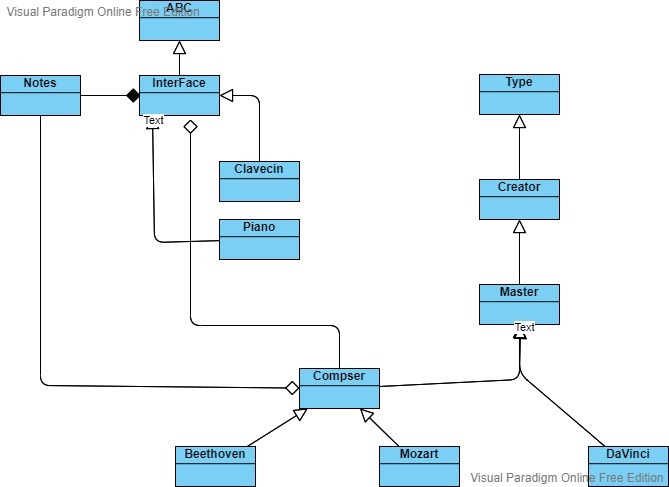 Visual Paradigm Online Free Edition
ABC
Notes
InterFace
Type
Text
Clavecin
Creator
Piano
Master
Text
Compser
Beethoven
Mozart
DaVinci
Visual Paradigm Online Free Edition